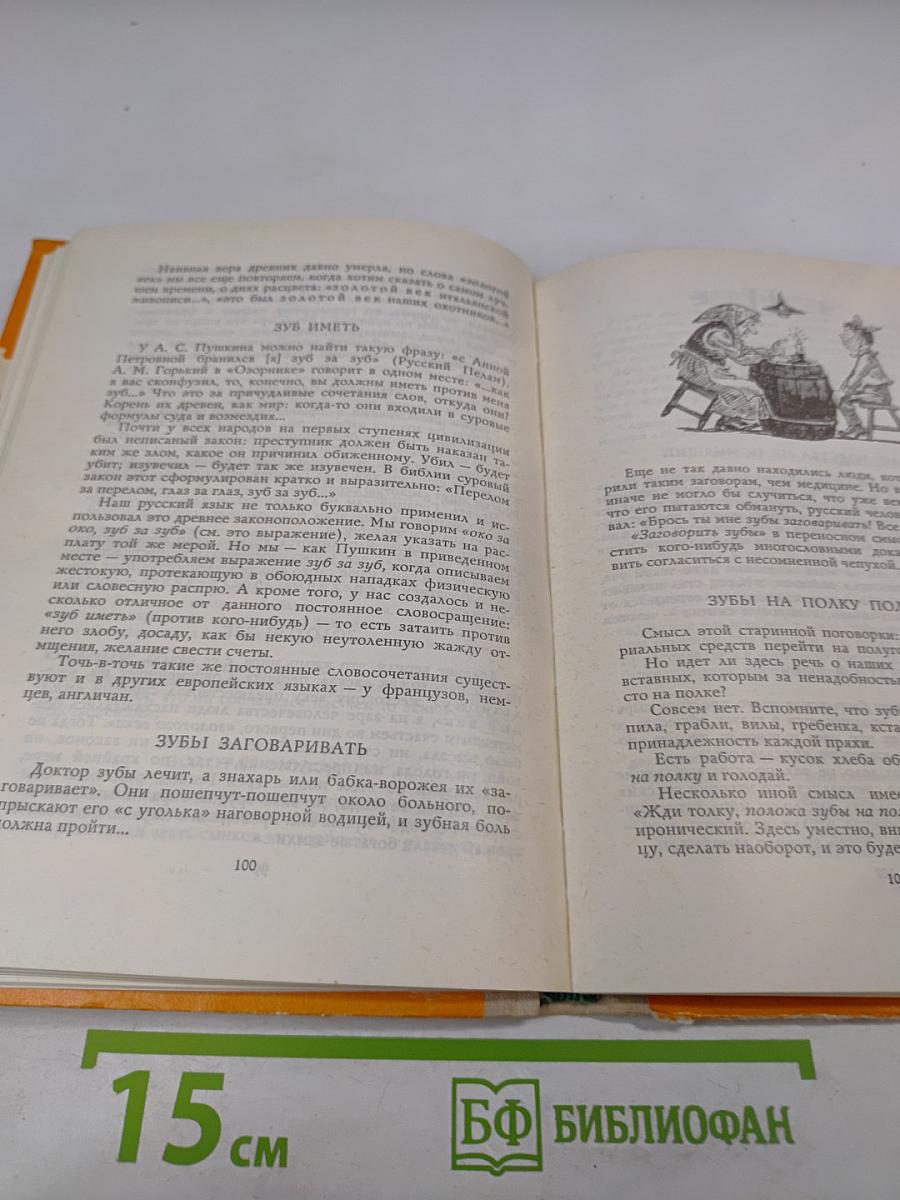 Наивная вера древних давно умерла, но слова «золотой
век» мы все еще повторяем, когда хотим сказать о самом луч-
шем времени, о днях расцвета: «золотой век итальянской
живописи...», «это был золотой век наших охотников...»
ЗУБ ИМЕТЬ
У А. С. Пушкина можно найти такую фразу: «с Анной
Петровной бранился [я] зуб за зуб» (Русский Пелам).
А. М. Горький в «Озорнике» говорит в одном месте: «...как
я вас сконфузил, то, конечно, вы должны иметь против меня
зуб...» Что это за причудливые сочетания слов, откуда они?
Корень их древен, как мир: когда-то они входили в суровые
формулы суда и возмездия...
Почти у всех народов на первых ступенях цивилизации
был неписаный закон: преступник должен быть наказан та-
ким же злом, какое он причинил обиженному. Убил — будет
убит; изувечил — будет так же изувечен. В библии суровый
закон этот сформулирован кратко и выразительно: «Перелом
за перелом, глаз за глаз, зуб за зуб...»
Наш русский язык не только буквально применил и ис-
пользовал это древнее законоположение. Мы говорим «око за
око, зуб за зуб» (см. это выражение), желая указать на рас-
плату той же мерой. Но мы — как Пушкин в приведенном
месте — употребляем выражение зуб за зуб, когда описываем
жестокую, протекающую в обоюдных нападках физическую
или словесную распрю. А кроме того, у нас создалось и не-
сколько отличное от данного постоянное словосочетание:
«зуб иметь» (против кого-нибудь) — то есть затаить против
него злобу, досаду, как бы некую неутоленную жажду от-
мщения, желание свести счеты.
Точь-в-точь такие же постоянные словосочетания сущест-
вуют и в других европейских языках — у французов, нем-
цев, англичан.
ЗУБЫ ЗАГОВАРИВАТЬ
Доктор зубы лечит, а знахарь или бабка-ворожея их «за-
говаривает». Они пошепчут-пошепчут около больного, по-
прыскают его «с уголька» наговорной водицей, и зубная боль
должна пройти...
100
Еще не так давно находились люди, кот
рили таким заговорам, чем медицине. Но в
иначе не могло бы случиться, что уже
что его пытаются обмануть, русский челов
вал: «Брось ты мне зубы заговаривать! Все
«Заговорить зубы» в переносном смыс
стить кого-нибудь многословными дока
вить согласиться с несомненной чепухой.
ЗУБЫ НА ПОЛКУ ПОЛ
Смысл этой старинной поговорки:
риальных средств перейти на полуго
Но идет ли здесь речь о наших
вставных, которым за ненадобностью
сто на полке?
Совсем нет. Вспомните, что зубы
пила, грабли, вилы, гребенка, кста
принадлежность каждой пряхи.
Есть работа — кусок хлеба об
на полку и голодай.
Несколько иной смысл имее
«Жди толку, положа зубы на пол
иронический. Здесь уместно, вни
цу, сделать наоборот, и это буде
10
15 см
БФ БИБЛИОФАН